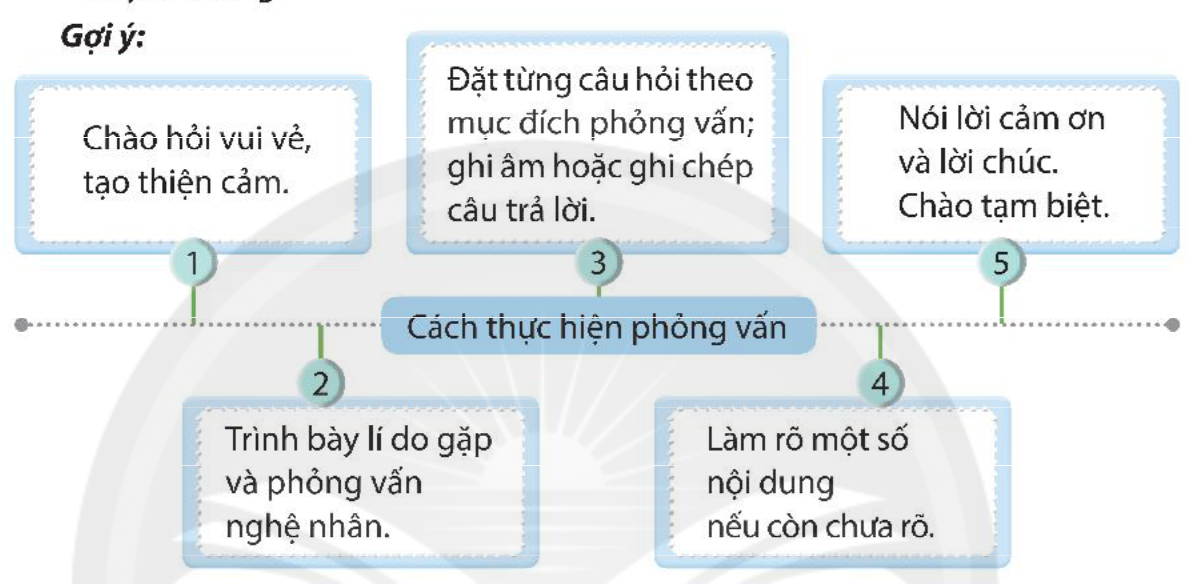 Gợi ý:
Chào hỏi vui vẻ,
tạo thiện cảm.
1
Trình bày lí do gặp
và phỏng vấn
nghệ nhân.
2
Đặt từng câu hỏi theo
mục đích phỏng vấn;
ghi âm hoặc ghi chép
câu trả lời.
3
Cách thực hiện phỏng vấn
Làm rõ một số
nội dung
nếu còn chưa rõ.
4
Nói lời cảm ơn
và lời chúc.
Chào tạm biệt.
5